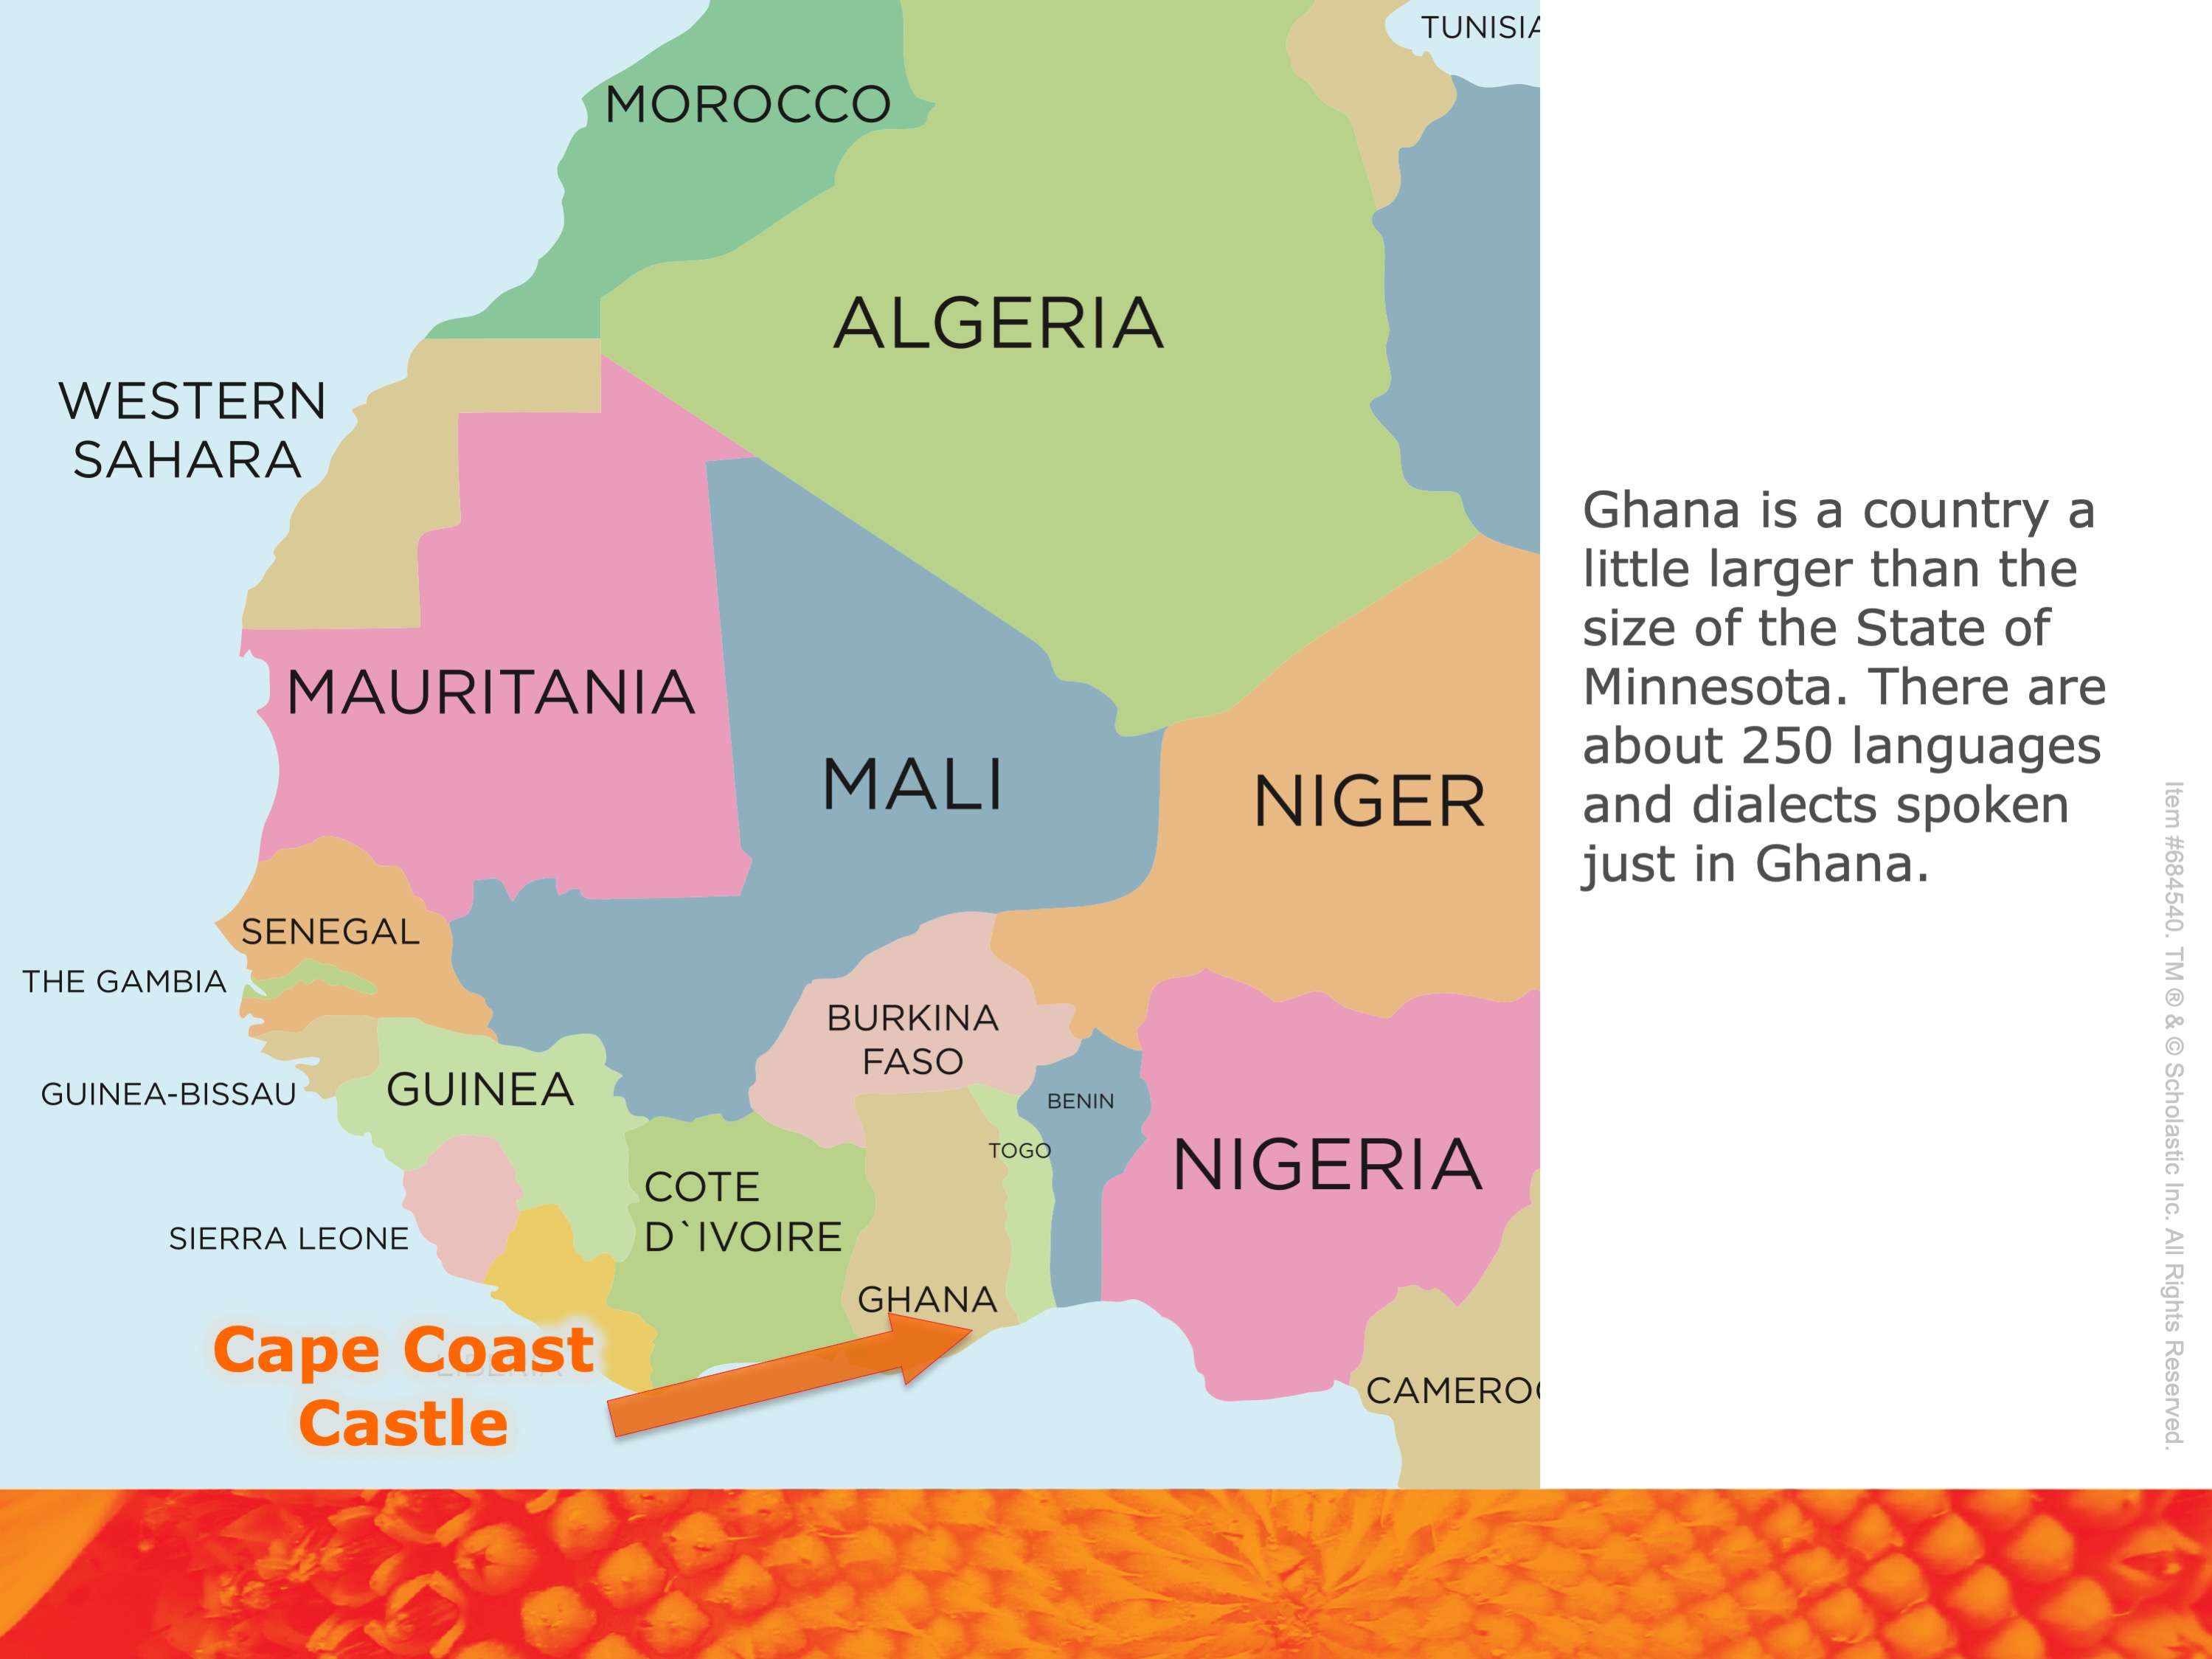 TUNISIA
MOROCCO
ALGERIA
WESTERN
SAHARA
MAURITANIA
MALI
NIGER
SENEGAL
THE GAMBIA
BURKINA
FASO
GUINEA-BISSAU
GUINEA
BENIN
TOGO
NIGERIA
COTE
D`IVOIRE
SIERRA LEONE
GHANA
LIBERIA
Cape Coast
Castle
CAMEROO
Ghana is a country a
little larger than the
size of the State of
Minnesota. There are
about 250 languages
and dialects spoken
just in Ghana.
Item #684540. TM ® & © Scholastic Inc. All Rights Reserved.